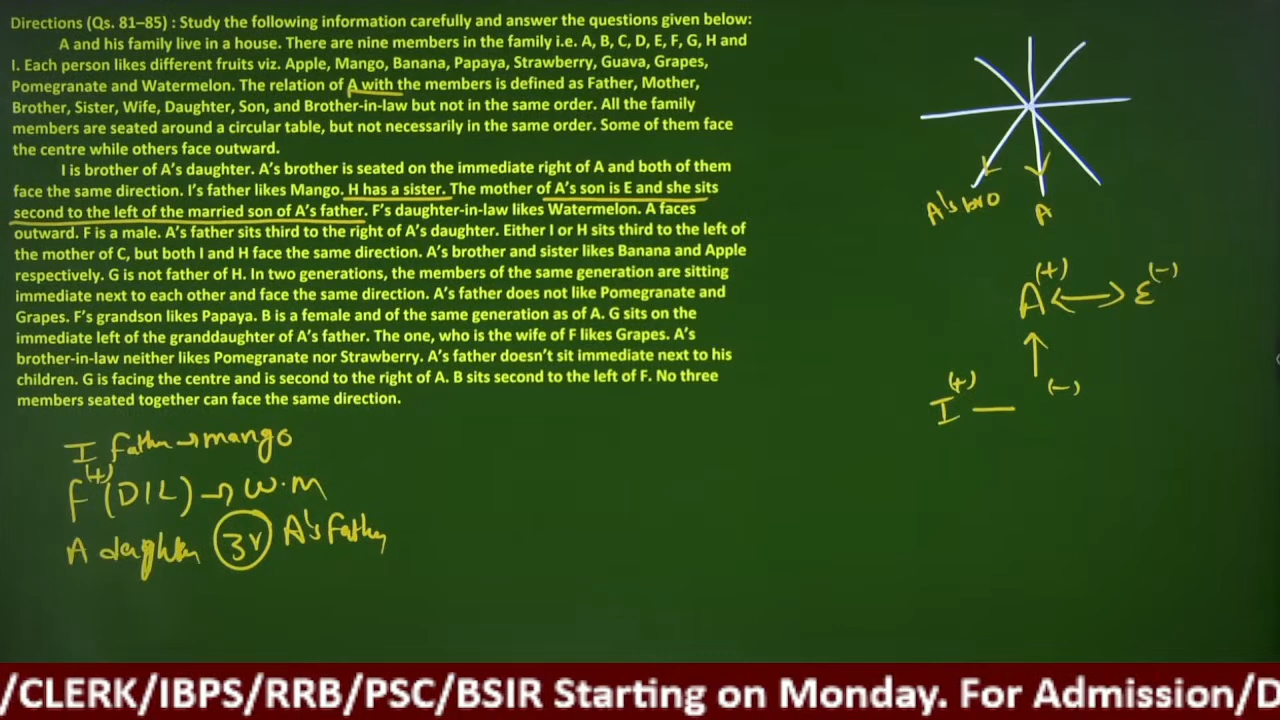 Directions (Qs. 81–85) : Study the following information carefully and answer the questions given below:
A and his family live in a house. There are nine members in the family i.e. A, B, C, D, E, F, G, H and
I. Each person likes different fruits viz. Apple, Mango, Banana, Papaya, Strawberry, Guava, Grapes,
Pomegranate and Watermelon. The relation of A with the members is defined as Father, Mother,
Brother, Sister, Wife, Daughter, Son, and Brother-in-law but not in the same order. All the family
members are seated around a circular table, but not necessarily in the same order. Some of them face
the centre while others face outward.
I is brother of A’s daughter. A’s brother is seated on the immediate right of A and both of them
face the same direction. I’s father likes Mango. H has a sister. The mother of A’s son is E and she sits
second to the left of the married son of A’s father. F’s daughter-in-law likes Watermelon. A faces
outward. F is a male. A’s father sits third to the right of A’s daughter. Either I or H sits third to the left of
the mother of C, but both I and H face the same direction. A’s brother and sister likes Banana and Apple
respectively. G is not father of H. In two generations, the members of the same generation are sitting
immediate next to each other and face the same direction. A’s father does not like Pomegranate and
Grapes. F’s grandson likes Papaya. B is a female and of the same generation as of A. G sits on the
immediate left of the granddaughter of A’s father. The one, who is the wife of F likes Grapes. A’s
brother-in-law neither likes Pomegranate nor Strawberry. A’s father doesn’t sit immediate next to his
children. G is facing the centre and is second to the right of A. B sits second to the left of F. No three
members seated together can face the same direction.
A's bro
A
A(+) ↔ E(-)
(-)
I(+) —
I father → mango
F(+) (DIL) → W.M
A daughter 3r A's Father
/CLERK/IBPS/RRB/PSC/BSIR Starting on Monday. For Admission/D